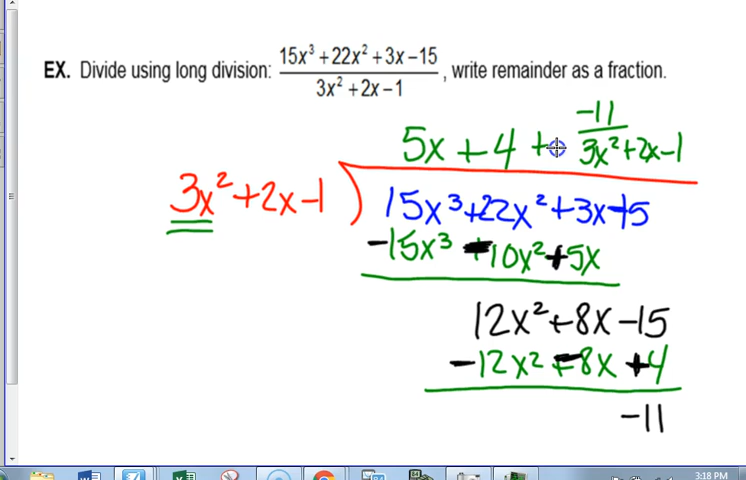 EX. Divide using long division: (15x³ + 22x² + 3x − 15)/(3x² + 2x − 1), write remainder as a fraction.
5x + 4 + -11/(3x² + 2x - 1)
3x² + 2x - 1 ) 15x³ + 22x² + 3x - 15
-15x³ - 10x² + 5x
12x² + 8x - 15
-12x² - 8x + 4
-11
3:18 PM